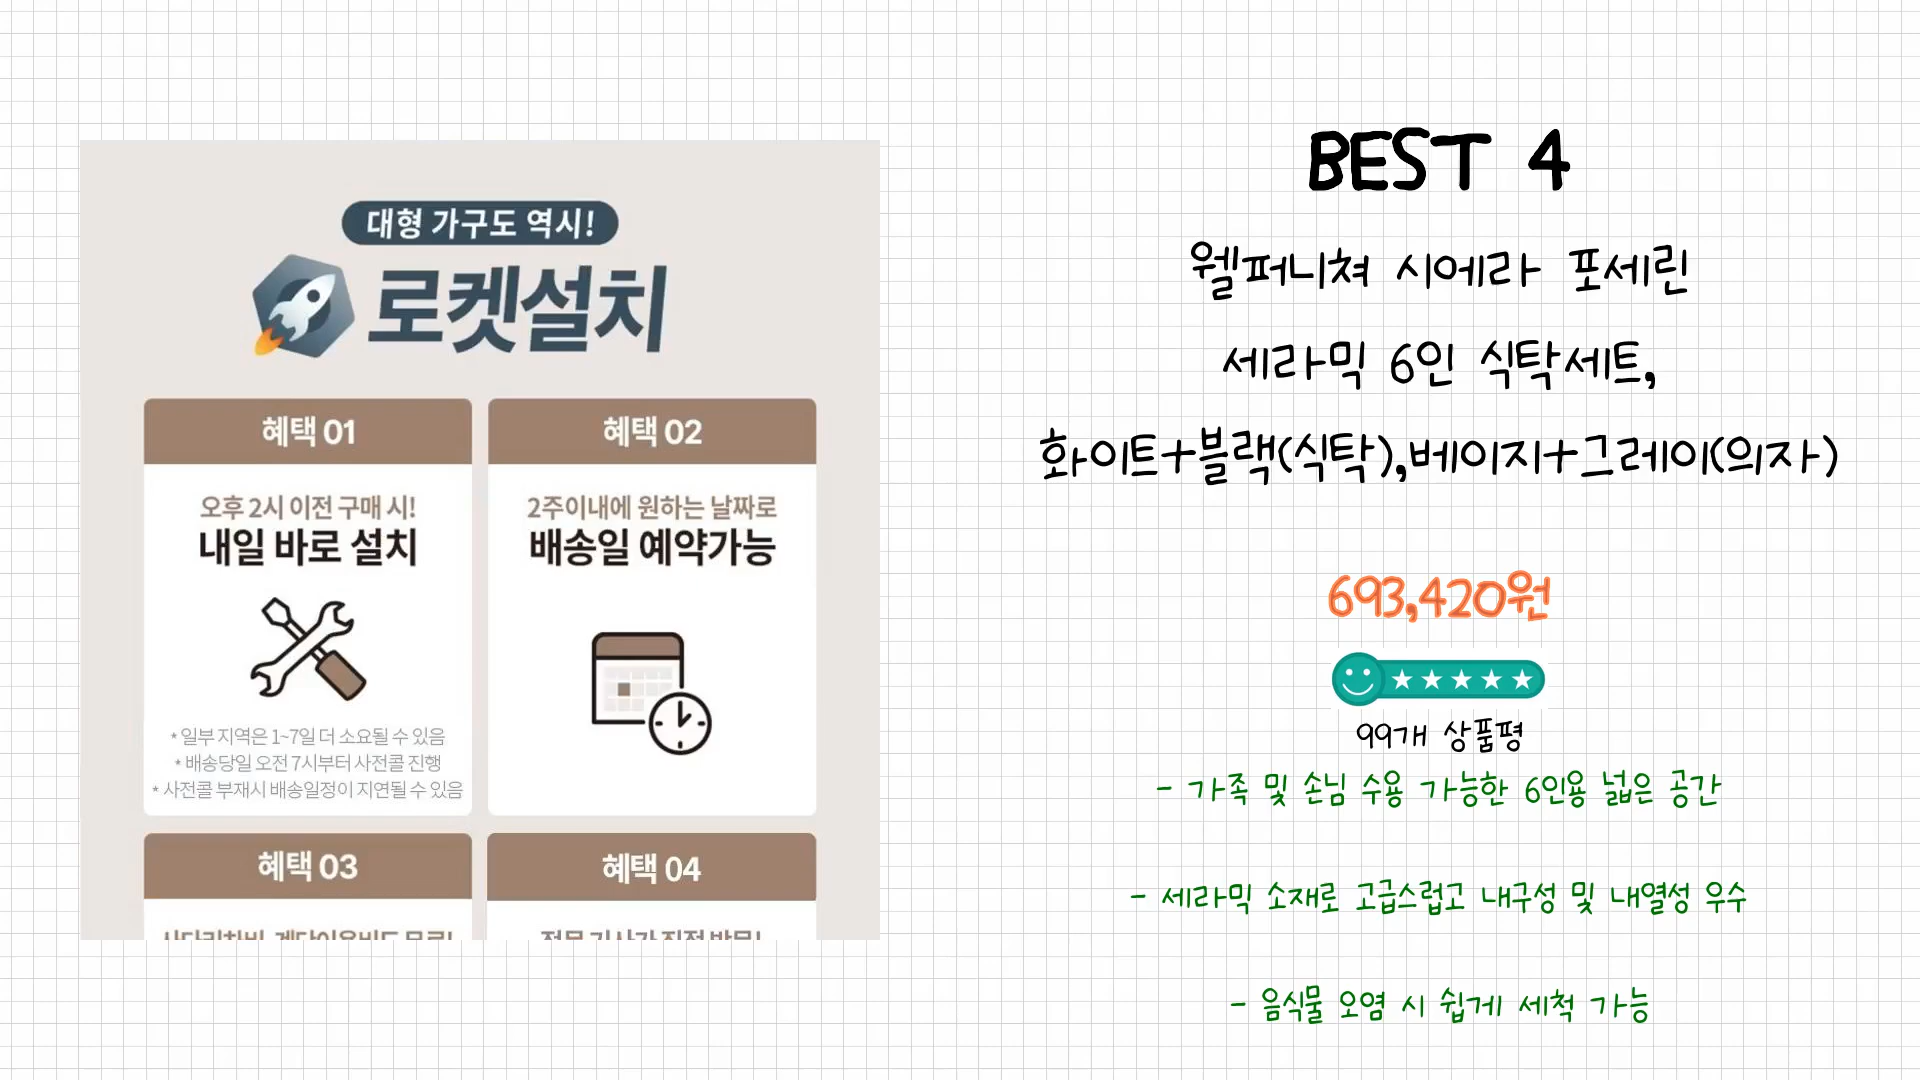 대형 가구도 역시!
로켓설치
혜택 01
오후 2시 이전 구매 시!
내일 바로 설치
* 일부 지역은 1~7일 더 소요될 수 있음
* 배송당일 오전 7시부터 사전콜 진행
* 사전콜 부재시 배송일정이 지연될 수 있음
혜택 02
2주이내에 원하는 날짜로
배송일 예약가능
혜택 03
혜택 04
BEST 4
웰퍼니쳐 시에라 포세린
세라믹 6인 식탁세트,
화이트+블랙(식탁),베이지+그레이(의자)
693,420원
99개 상품평
- 가족 및 손님 수용 가능한 6인용 넓은 공간
- 세라믹 소재로 고급스럽고 내구성 및 내열성 우수
- 음식물 오염 시 쉽게 세척 가능